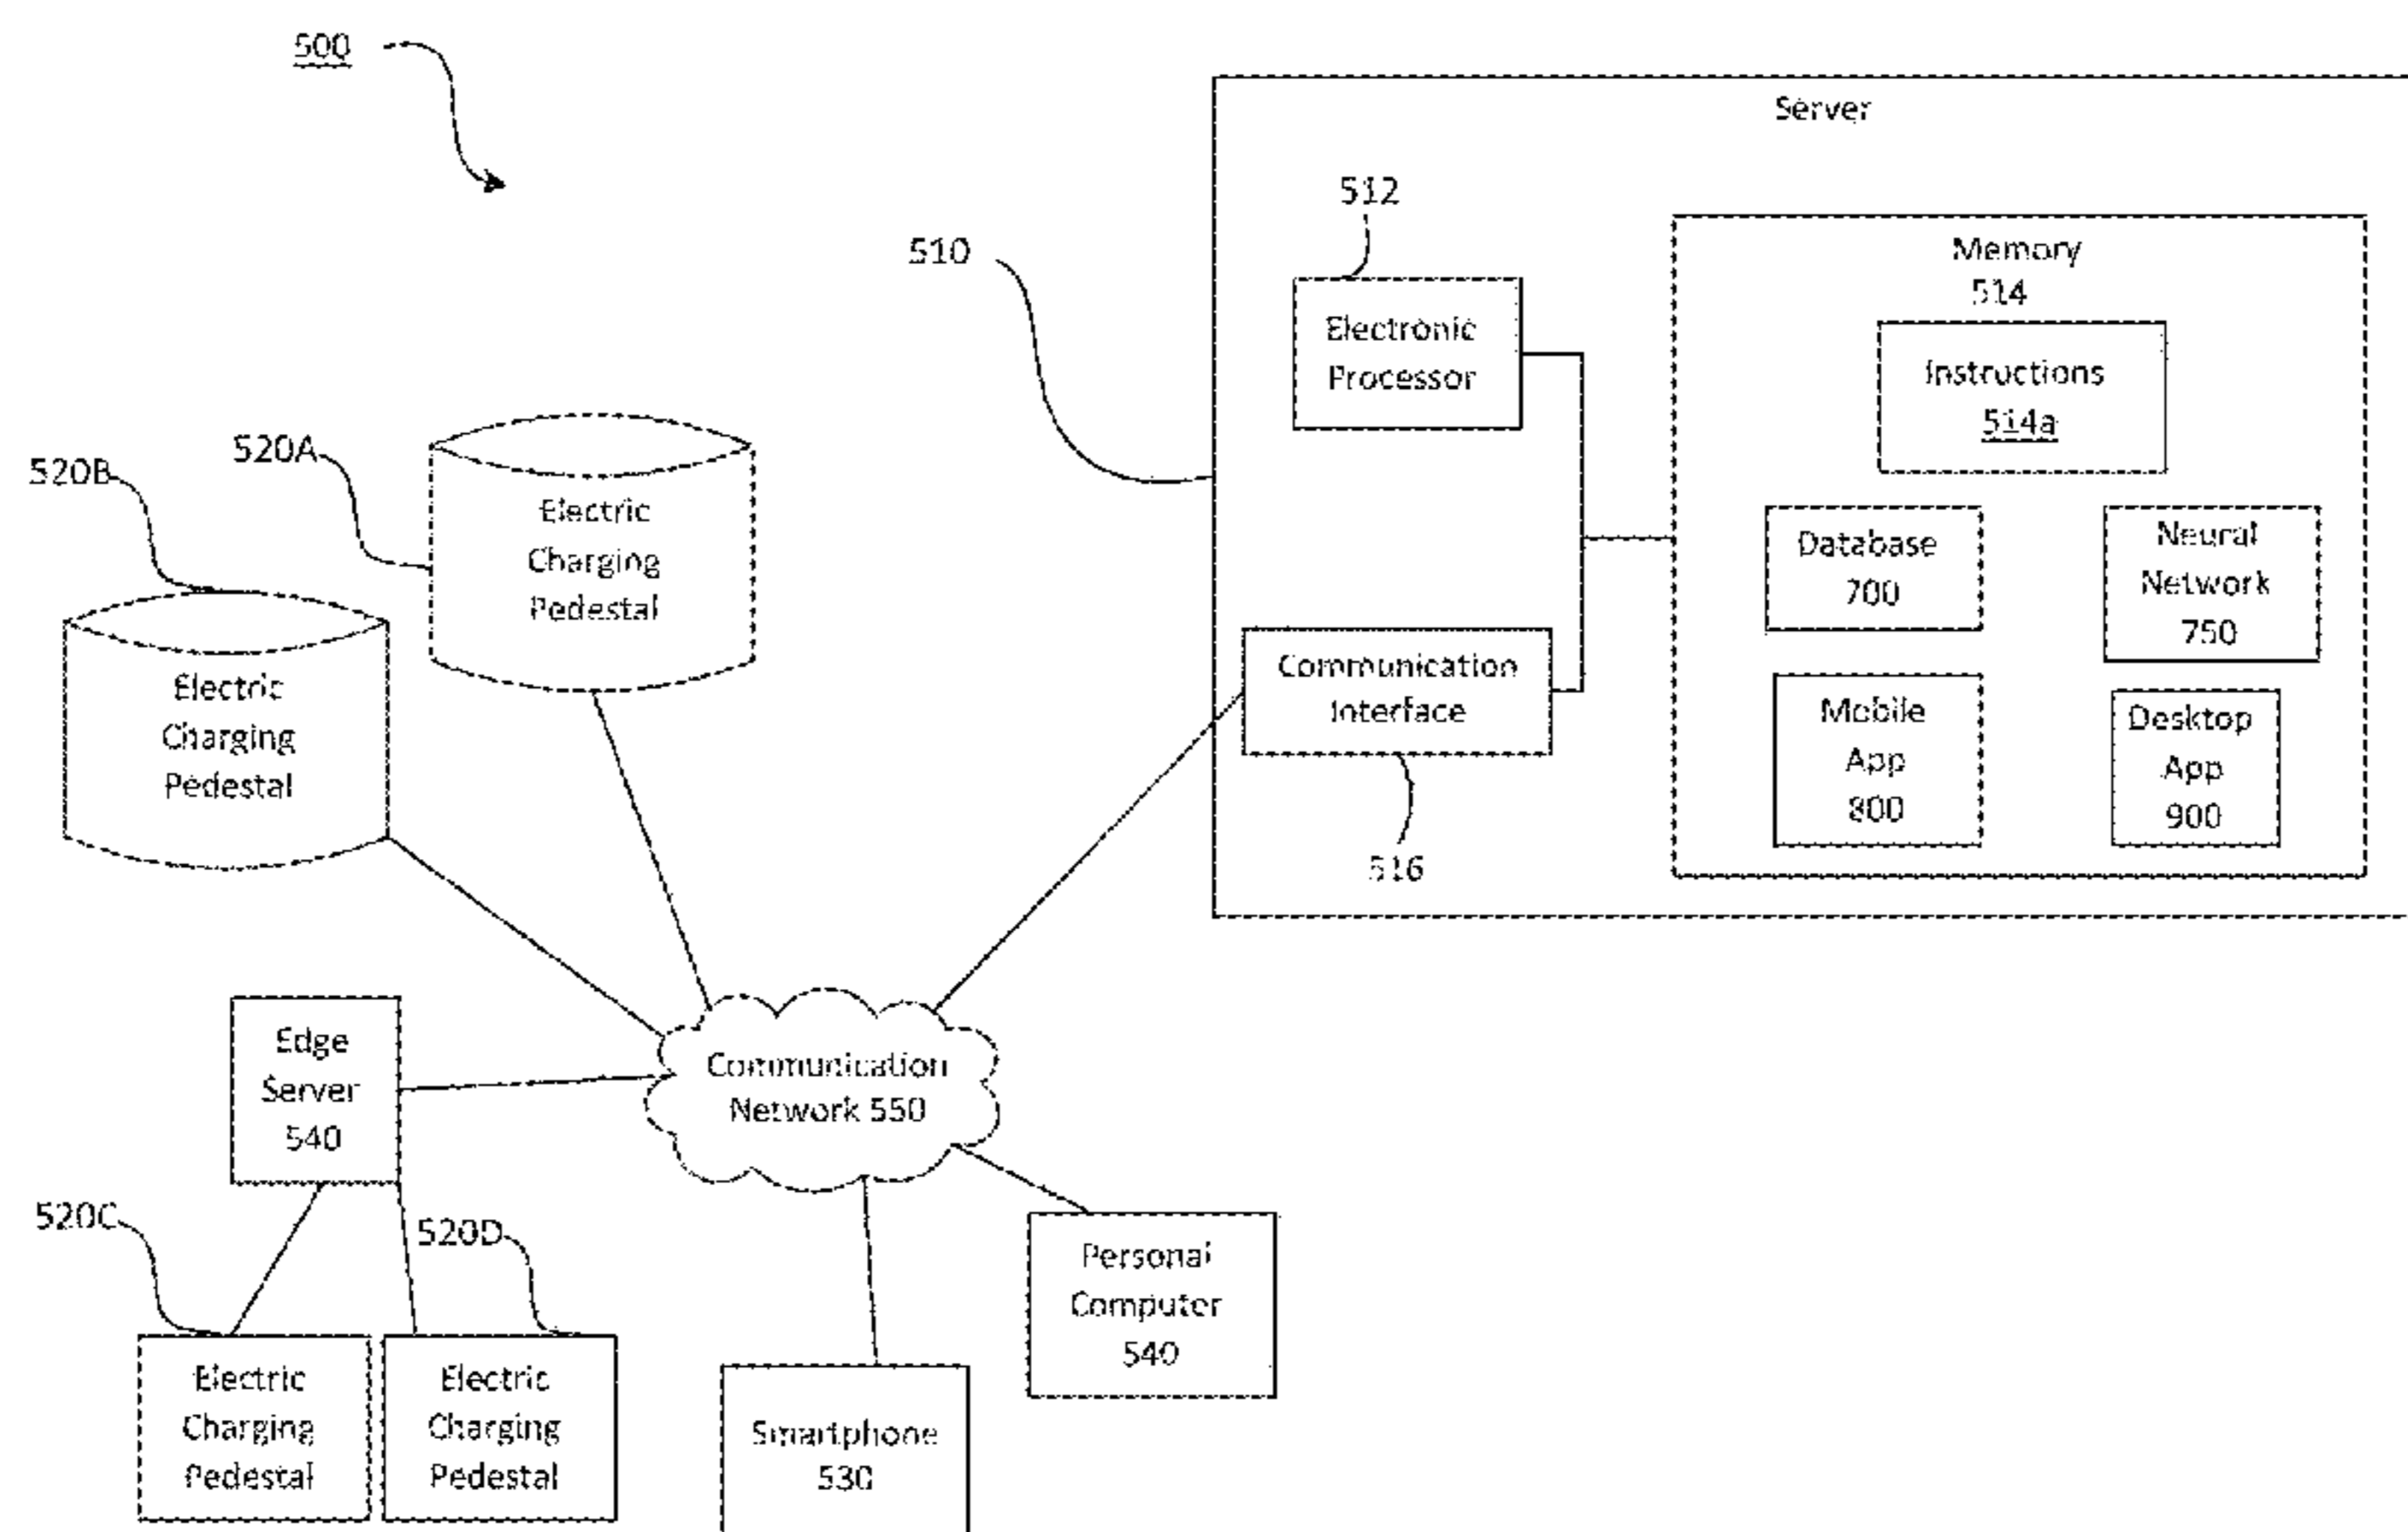 500
Server
512
510
Electronic
Processor
Memory
514
Instructions
514a
Database
700
Neural
Network
750
Communication
Interface
516
Mobile
App
800
Desktop
App
900
520A
Electric
Charging
Pedestal
520B
Electric
Charging
Pedestal
Edge
Server
540
Communication
Network 550
520C
520D
Electric
Charging
Pedestal
Electric
Charging
Pedestal
Smartphone
530
Personal
Computer
540